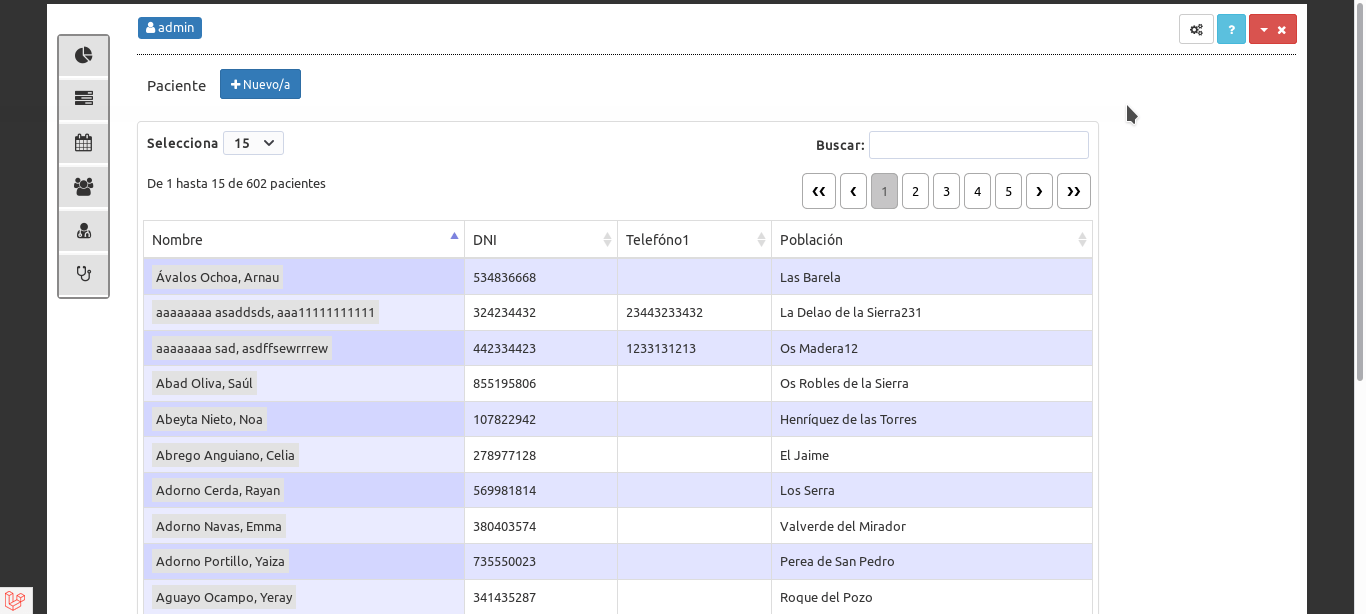 admin
?
Paciente
Nuevo/a
Selecciona 15
Buscar:
De 1 hasta 15 de 602 pacientes
1 2 3 4 5
Nombre DNI Telefóno1 Población
Ávalos Ochoa, Arnau 534836668 Las Barela
aaaaaaaa asaddsds, aaa11111111111 324234432 23443233432 La Delao de la Sierra231
aaaaaaaa sad, asdffsewrrrew 442334423 1233131213 Os Madera12
Abad Oliva, Saúl 855195806 Os Robles de la Sierra
Abeyta Nieto, Noa 107822942 Henríquez de las Torres
Abrego Anguiano, Celia 278977128 El Jaime
Adorno Cerda, Rayan 569981814 Los Serra
Adorno Navas, Emma 380403574 Valverde del Mirador
Adorno Portillo, Yaiza 735550023 Perea de San Pedro
Aguayo Ocampo, Yeray 341435287 Roque del Pozo